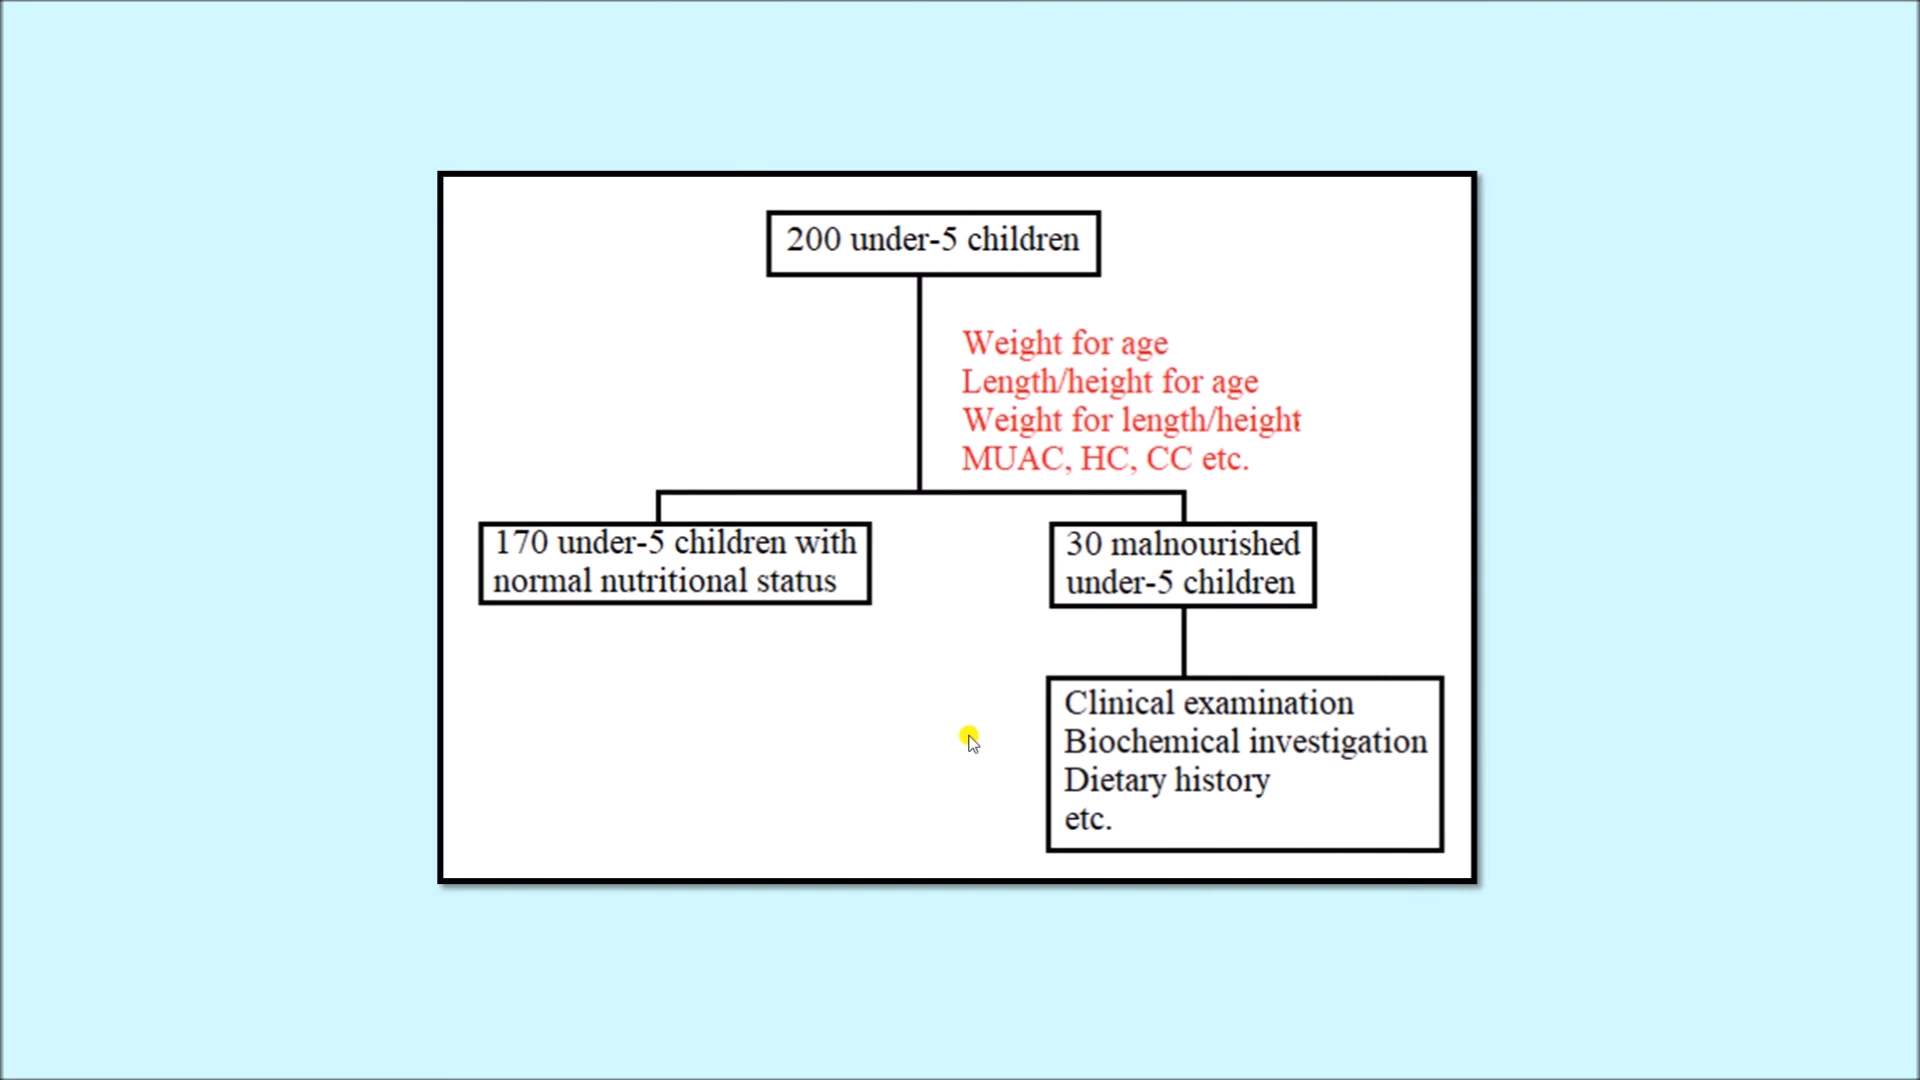 200 under-5 children
Weight for age
Length/height for age
Weight for length/height
MUAC, HC, CC etc.
170 under-5 children with
normal nutritional status
30 malnourished
under-5 children
Clinical examination
Biochemical investigation
Dietary history
etc.